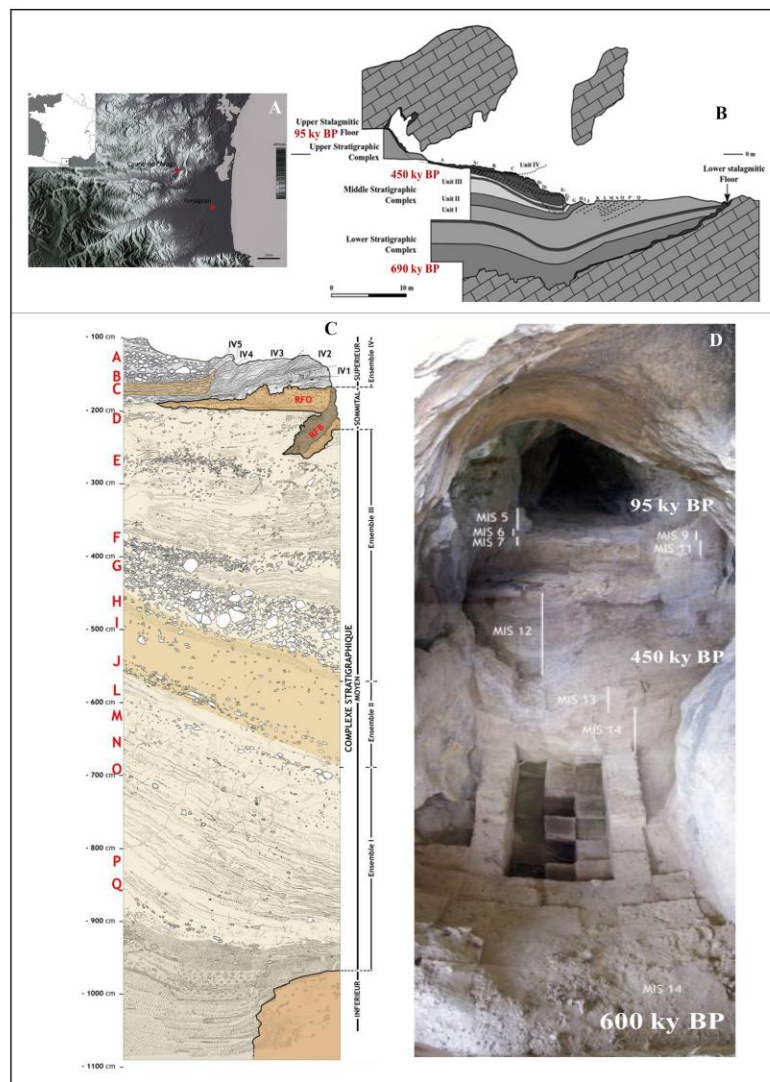 A
Caune de l'Arago
Perpignan
B
Upper Stalagmitic
Floor
95 ky BP
Upper Stratigraphic
Complex
450 ky BP
Unit IV
Unit III
Middle Stratigraphic
Complex
Unit II
Unit I
Lower Stratigraphic
Complex
690 ky BP
0 m
Lower stalagmitic
Floor
0
10 m
C
- 100 cm
- 200 cm
- 300 cm
- 400 cm
- 500 cm
- 600 cm
- 700 cm
- 800 cm
- 900 cm
- 1000 cm
- 1100 cm
A
B
C
D
E
F
G
H
I
J
L
M
N
O
P
Q
IV5
IV4
IV3
IV2
IV1
RFO
RFB
SUPERIEUR
Ensemble IV
SOMMITAL
Ensemble III
COMPLEXE STRATIGRAPHIQUE
MOYEN
Ensemble II
Ensemble I
INFERIEUR
D
95 ky BP
MIS 5
MIS 6
MIS 7
MIS 9
MIS 11
MIS 12
450 ky BP
MIS 13
MIS 14
MIS 14
600 ky BP